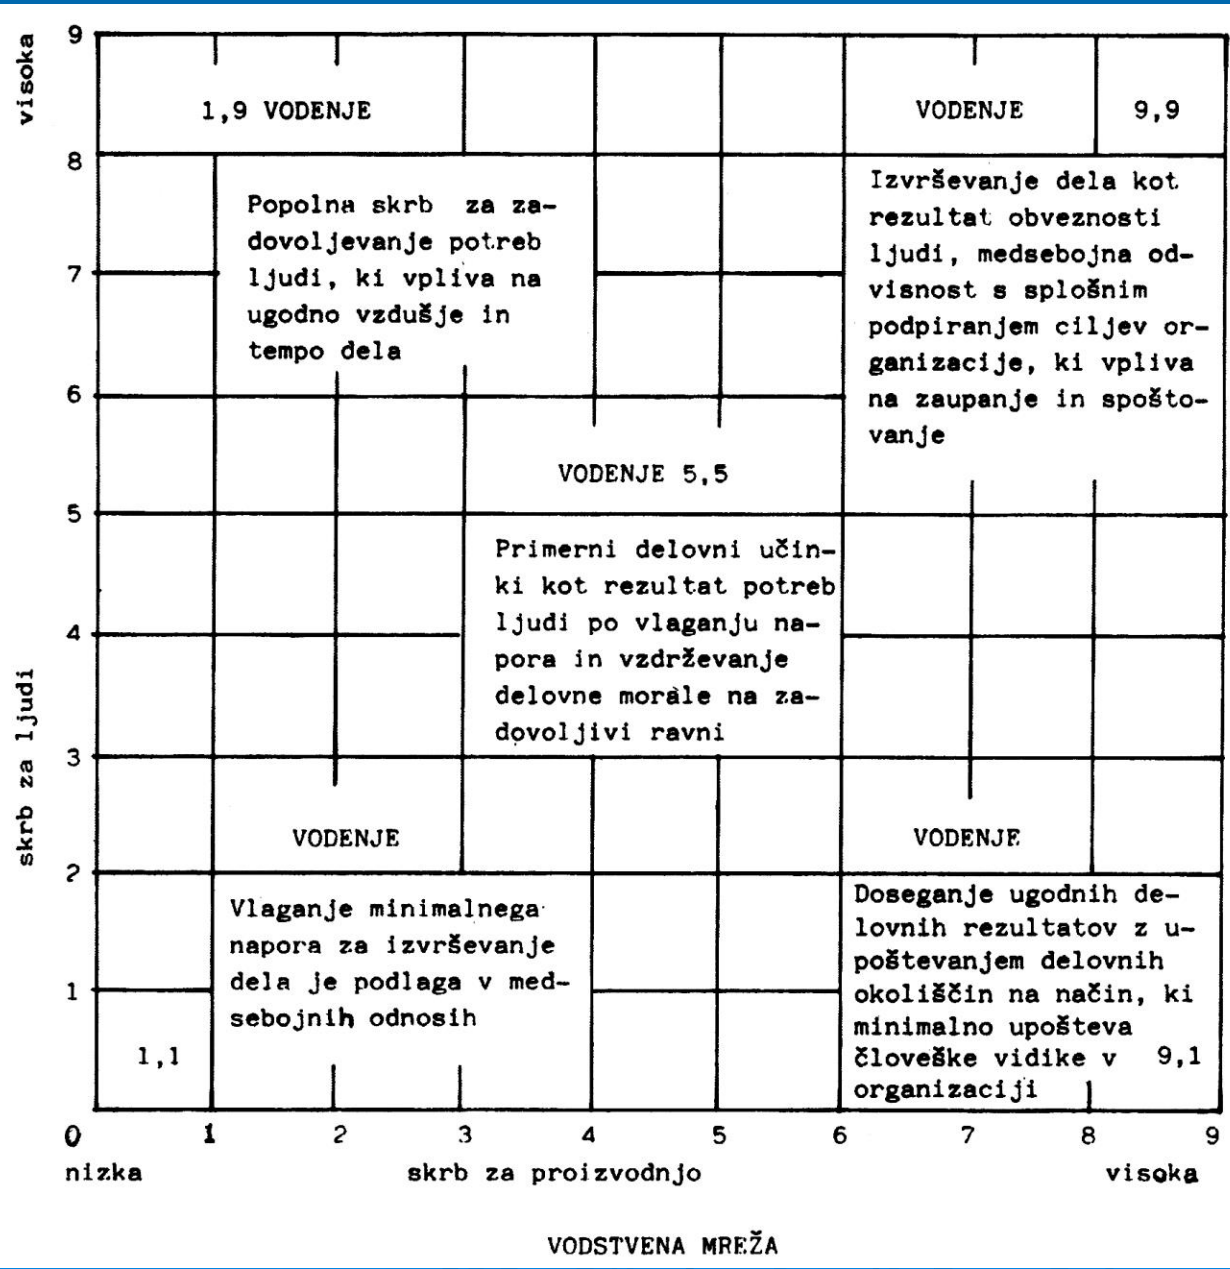 visoka
9
1,9 VODENJE
VODENJE 9,9
8
Popolna skrb za za-
dovoljevanje potreb
ljudi, ki vpliva na
ugodno vzdušje in
tempo dela
Izvrševanje dela kot
rezultat obveznosti
ljudi, medsebojna od-
visnost s splošnim
podpiranjem ciljev or-
ganizacije, ki vpliva
na zaupanje in spošto-
vanje
7
6
VODENJE 5,5
5
Primerni delovni učin-
ki kot rezultat potreb
ljudi po vlaganju na-
pora in vzdrževanje
delovne morale na za-
dovoljivi ravni
4
skrb za ljudi
3
VODENJE
VODENJE
2
Vlaganje minimalnega
napora za izvrševanje
dela je podlaga v med-
sebojnih odnosih
Doseganje ugodnih de-
lovnih rezultatov z u-
poštevanjem delovnih
okoliščin na način, ki
minimalno upošteva
človeške vidike v 9,1
organizaciji
1
1,1
0 1 2 3 4 5 6 7 8 9
nizka skrb za proizvodnjo visoka
VODSTVENA MREŽA